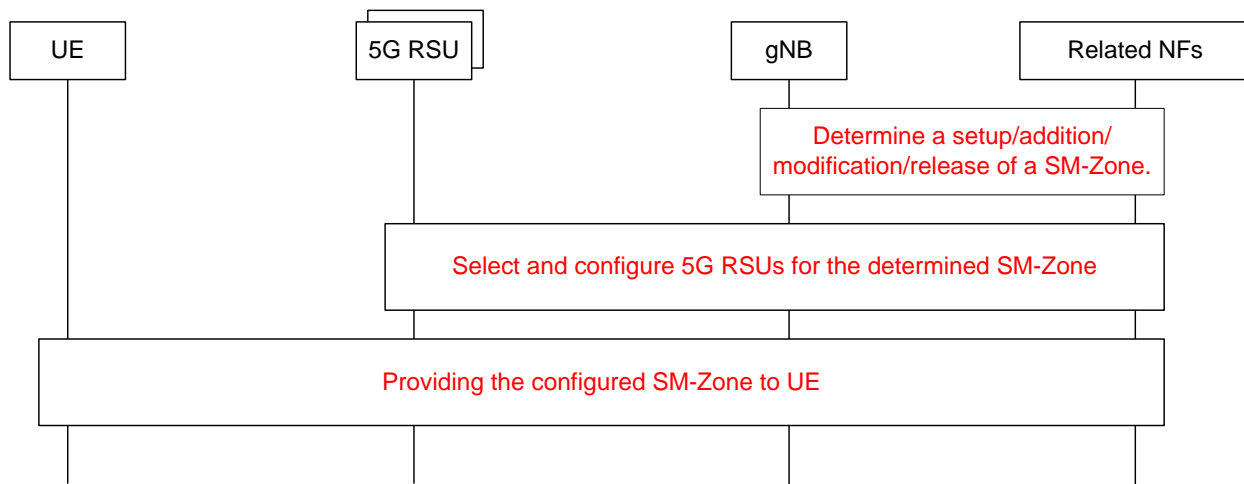 UE
5G RSU
gNB
Related NFs
Determine a setup/addition/
modification/release of a SM-Zone.
Select and configure 5G RSUs for the determined SM-Zone
Providing the configured SM-Zone to UE